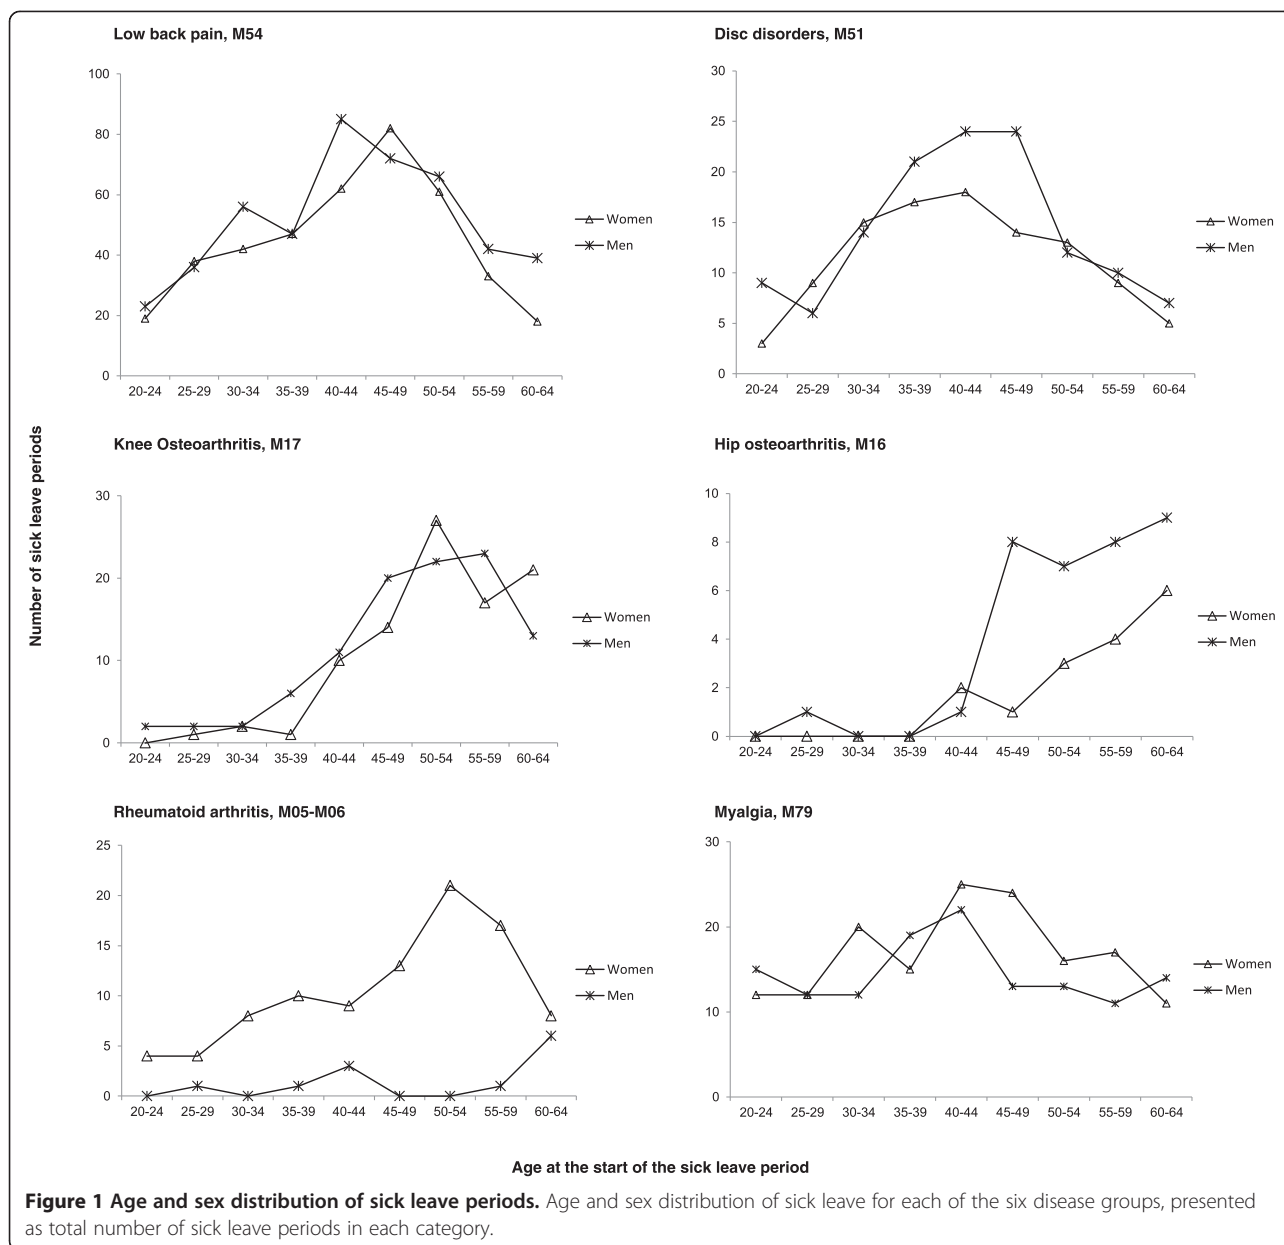 Low back pain, M54
100
80
60
40
20
0
20-24 25-29 30-34 35-39 40-44 45-49 50-54 55-59 60-64
Women
Men
Disc disorders, M51
30
25
20
15
10
5
0
20-24 25-29 30-34 35-39 40-44 45-49 50-54 55-59 60-64
Women
Men
Number of sick leave periods
Knee Osteoarthritis, M17
30
20
10
0
20-24 25-29 30-34 35-39 40-44 45-49 50-54 55-59 60-64
Women
Men
Hip osteoarthritis, M16
10
8
6
4
2
0
20-24 25-29 30-34 35-39 40-44 45-49 50-54 55-59 60-64
Women
Men
Rheumatoid arthritis, M05-M06
25
20
15
10
5
0
20-24 25-29 30-34 35-39 40-44 45-49 50-54 55-59 60-64
Women
Men
Myalgia, M79
30
20
10
0
20-24 25-29 30-34 35-39 40-44 45-49 50-54 55-59 60-64
Women
Men
Age at the start of the sick leave period
Figure 1 Age and sex distribution of sick leave periods. Age and sex distribution of sick leave for each of the six disease groups, presented
as total number of sick leave periods in each category.